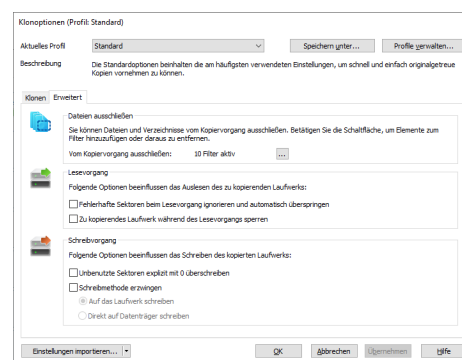 Klonoptionen (Profil: Standard)
Aktuelles Profil
Standard
Speichern unter...
Profile verwalten...
Beschreibung
Die Standardoptionen beinhalten die am häufigsten verwendeten Einstellungen, um schnell und einfach originalgetreue
Kopien vornehmen zu können.
Klonen
Erweitert
Dateien ausschließen
Sie können Dateien und Verzeichnisse vom Kopiervorgang ausschließen. Betätigen Sie die Schaltfläche, um Elemente zum
Filter hinzuzufügen oder daraus zu entfernen.
Vom Kopiervorgang ausschließen:
10 Filter aktiv
...
Lesevorgang
Folgende Optionen beeinflussen das Auslesen des zu kopierenden Laufwerks:
Fehlerhafte Sektoren beim Lesevorgang ignorieren und automatisch überspringen
Zu kopierendes Laufwerk während des Lesevorgangs sperren
Schreibvorgang
Folgende Optionen beeinflussen das Schreiben des kopierten Laufwerks:
Unbenutzte Sektoren explizit mit 0 überschreiben
Schreibmethode erzwingen
Auf das Laufwerk schreiben
Direkt auf Datenträger schreiben
Einstellungen importieren...
OK
Abbrechen
Übernehmen
Hilfe